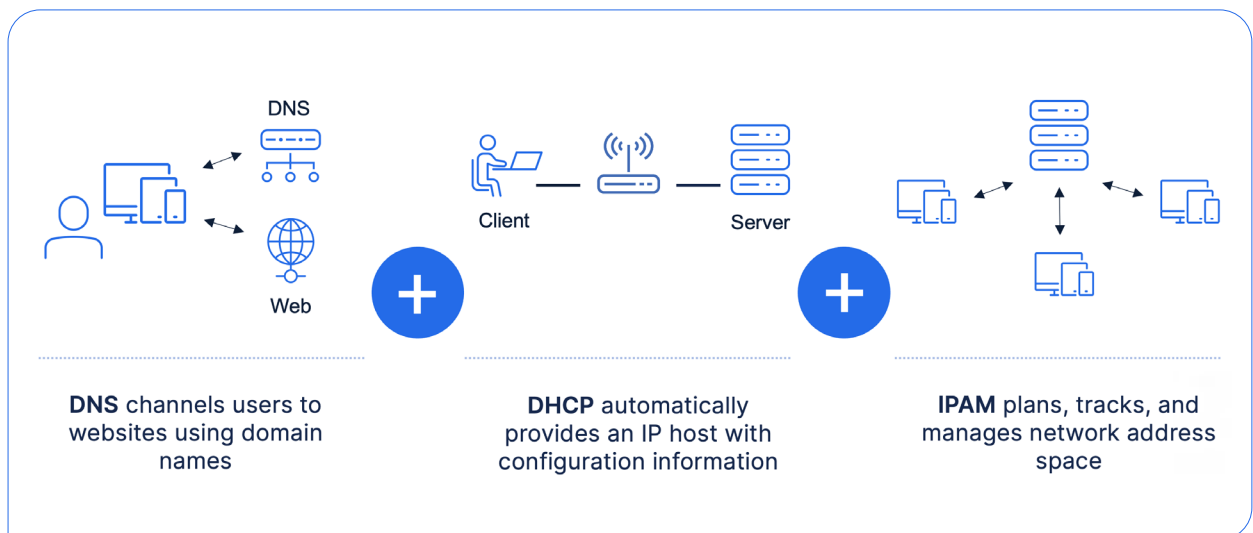 DNS
Web
Client
Server
DNS channels users to
websites using domain
names
DHCP automatically
provides an IP host with
configuration information
IPAM plans, tracks, and
manages network address
space